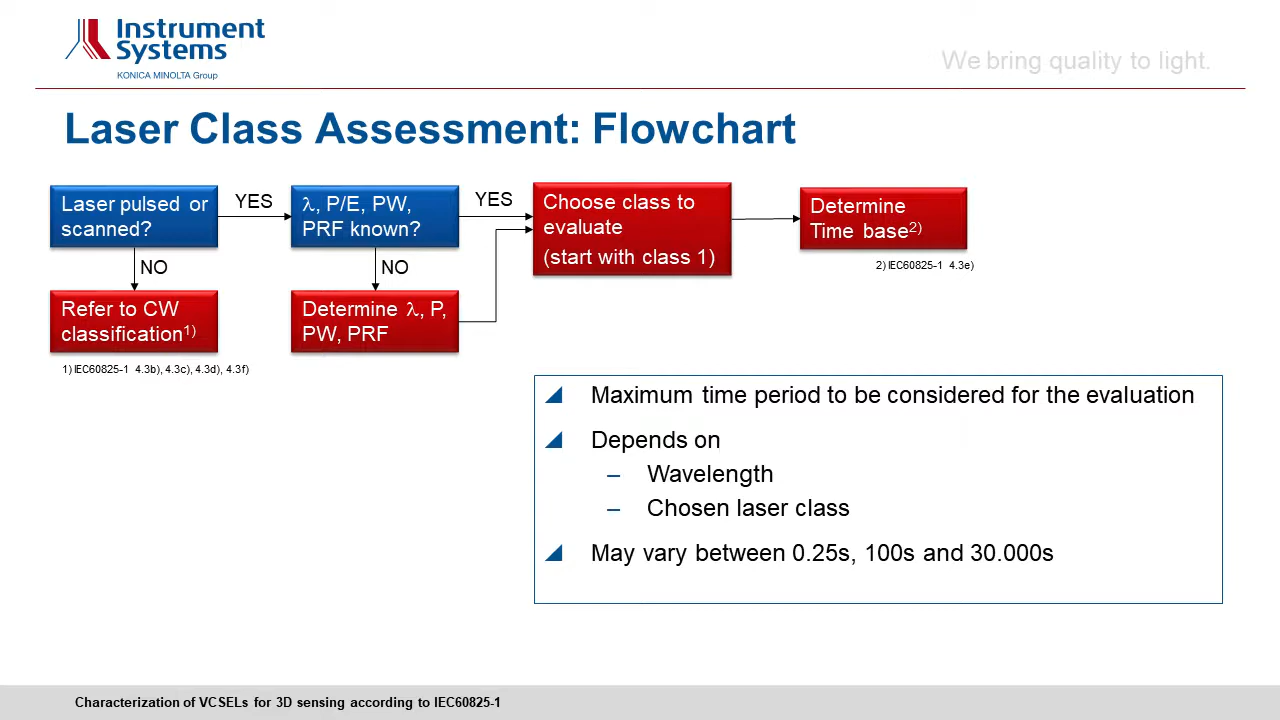 Instrument
Systems
KONICA MINOLTA Group
We bring quality to light.
Laser Class Assessment: Flowchart
Laser pulsed or
scanned?
YES
λ, P/E, PW,
PRF known?
YES
Choose class to
evaluate
(start with class 1)
Determine
Time base2)
2) IEC60825-1 4.3e)
NO
NO
Refer to CW
classification1)
Determine λ, P,
PW, PRF
1) IEC60825-1 4.3b), 4.3c), 4.3d), 4.3f)
Maximum time period to be considered for the evaluation
Depends on
– Wavelength
– Chosen laser class
May vary between 0.25s, 100s and 30.000s
Characterization of VCSELs for 3D sensing according to IEC60825-1